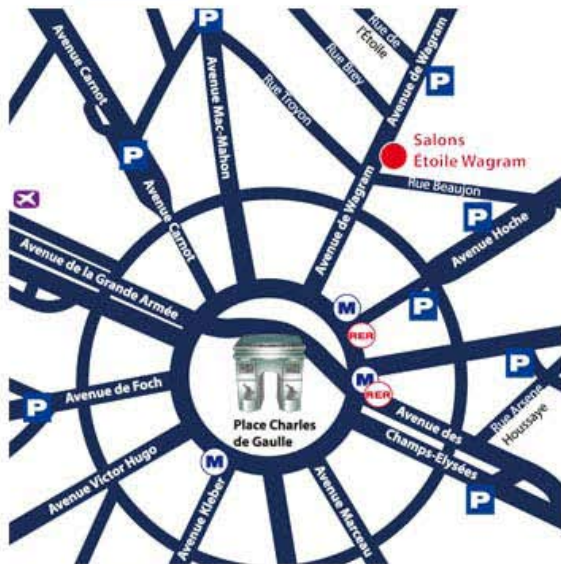 P
Rue de
l'Étoile
Avenue Carnot
Avenue Mac-Mahon
Rue Brey
Avenue de Wagram
P
Rue Troyon
Salons
Étoile Wagram
P
Rue Beaujon
Avenue de Wagram
Avenue Carnot
P
Avenue Hoche
Avenue de la Grande Armée
M
P
RER
P
M
RER
Avenue de Foch
P
Place Charles
de Gaulle
Avenue des
Champs-Elysées
Rue Arsene
Houssaye
Avenue Victor Hugo
M
Avenue Kleber
Avenue Marceau
P